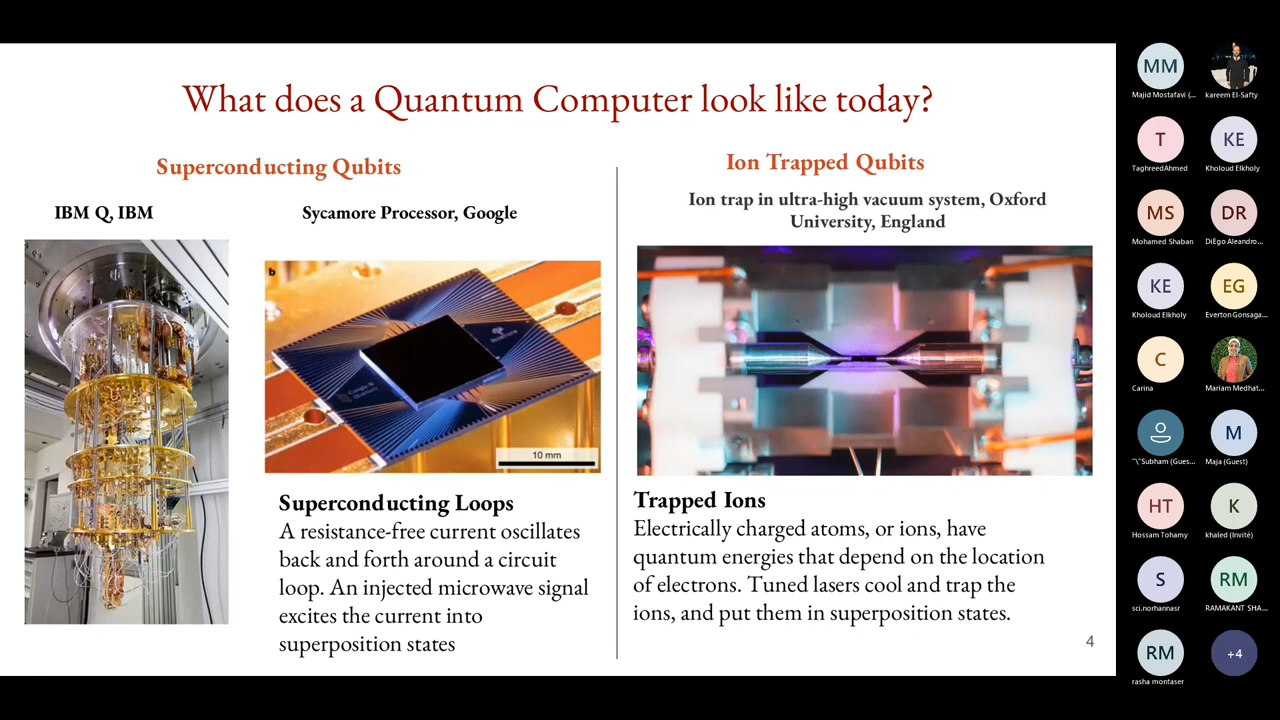 What does a Quantum Computer look like today?
Superconducting Qubits
IBM Q, IBM
Sycamore Processor, Google
b
10 mm
Superconducting Loops
A resistance-free current oscillates
back and forth around a circuit
loop. An injected microwave signal
excites the current into
superposition states
Ion Trapped Qubits
Ion trap in ultra-high vacuum system, Oxford
University, England
Trapped Ions
Electrically charged atoms, or ions, have
quantum energies that depend on the location
of electrons. Tuned lasers cool and trap the
ions, and put them in superposition states.
4
MM
Majid Mostafavi (...
kareem El-Safty
T
TaghreedAhmed
KE
Kholoud Elkholy
MS
Mohamed Shaban
DR
DiEgo Aleandro...
KE
Kholoud Elkholy
EG
Everton Gonsaga...
C
Carina
Mariam Medhat...
"\"Subham (Gues...
M
Maja (Guest)
HT
Hossam Tohamy
K
khaled (Invité)
S
sci.norhannasr
RM
RAMAKANT SHA...
RM
rasha montaser
+4